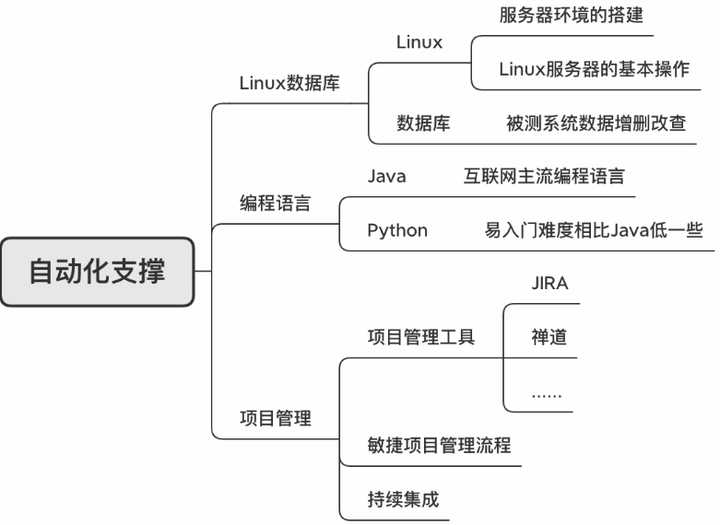 服务器环境的搭建
Linux
Linux服务器的基本操作
Linux数据库
数据库 被测系统数据增删改查
Java 互联网主流编程语言
编程语言
Python 易入门难度相比Java低一些
自动化支撑
JIRA
项目管理工具 禅道
......
项目管理
敏捷项目管理流程
持续集成